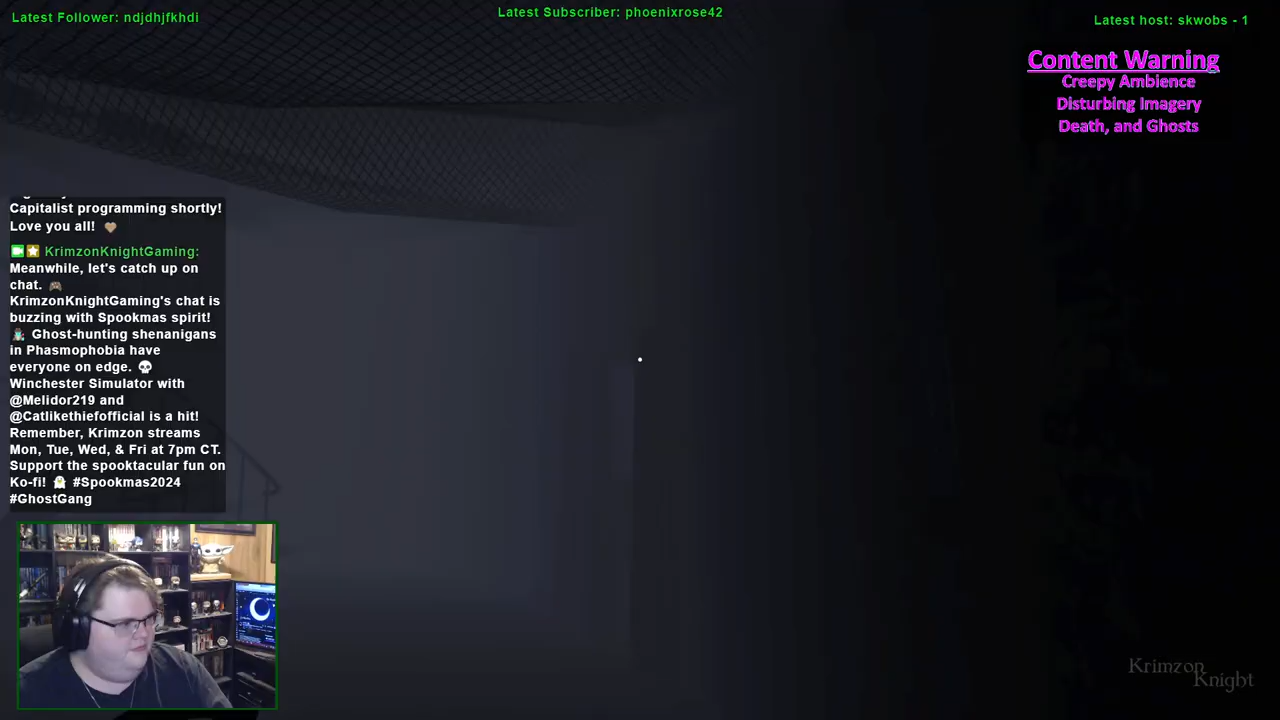 Latest Follower: ndjdhjfkhdi
Latest Subscriber: phoenixrose42
Latest host: skwobs - 1
Content Warning
Creepy Ambience
Disturbing Imagery
Death, and Ghosts
Capitalist programming shortly!
Love you all! 🤎
KrimzonKnightGaming:
Meanwhile, let's catch up on
chat. 🎮
KrimzonKnightGaming's chat is
buzzing with Spookmas spirit!
Ghost-hunting shenanigans
in Phasmophobia have
everyone on edge. 💀
Winchester Simulator with
@Melidor219 and
@Catlikethiefofficial is a hit!
Remember, Krimzon streams
Mon, Tue, Wed, & Fri at 7pm CT.
Support the spooktacular fun on
Ko-fi! 👻 #Spookmas2024
#GhostGang
Krimzon
Knight